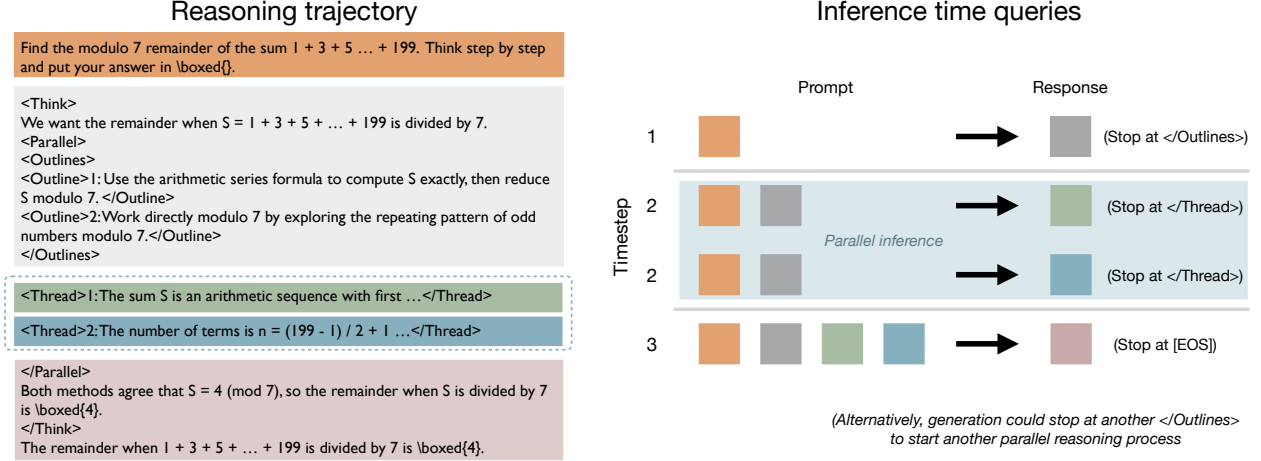 Reasoning trajectory
Find the modulo 7 remainder of the sum 1 + 3 + 5 … + 199. Think step by step
and put your answer in \boxed{}.
<Think>
We want the remainder when S = 1 + 3 + 5 + … + 199 is divided by 7.
<Parallel>
<Outlines>
<Outline>1: Use the arithmetic series formula to compute S exactly, then reduce
S modulo 7. </Outline>
<Outline>2: Work directly modulo 7 by exploring the repeating pattern of odd
numbers modulo 7.</Outline>
</Outlines>
<Thread>1: The sum S is an arithmetic sequence with first …</Thread>
<Thread>2: The number of terms is n = (199 - 1) / 2 + 1 …</Thread>
</Parallel>
Both methods agree that S = 4 (mod 7), so the remainder when S is divided by 7
is \boxed{4}.
</Think>
The remainder when 1 + 3 + 5 + … + 199 is divided by 7 is \boxed{4}.
Inference time queries
Prompt
Response
Timestep
1
(Stop at </Outlines>)
2
(Stop at </Thread>)
Parallel inference
2
(Stop at </Thread>)
3
(Stop at [EOS])
(Alternatively, generation could stop at another </Outlines>
to start another parallel reasoning process